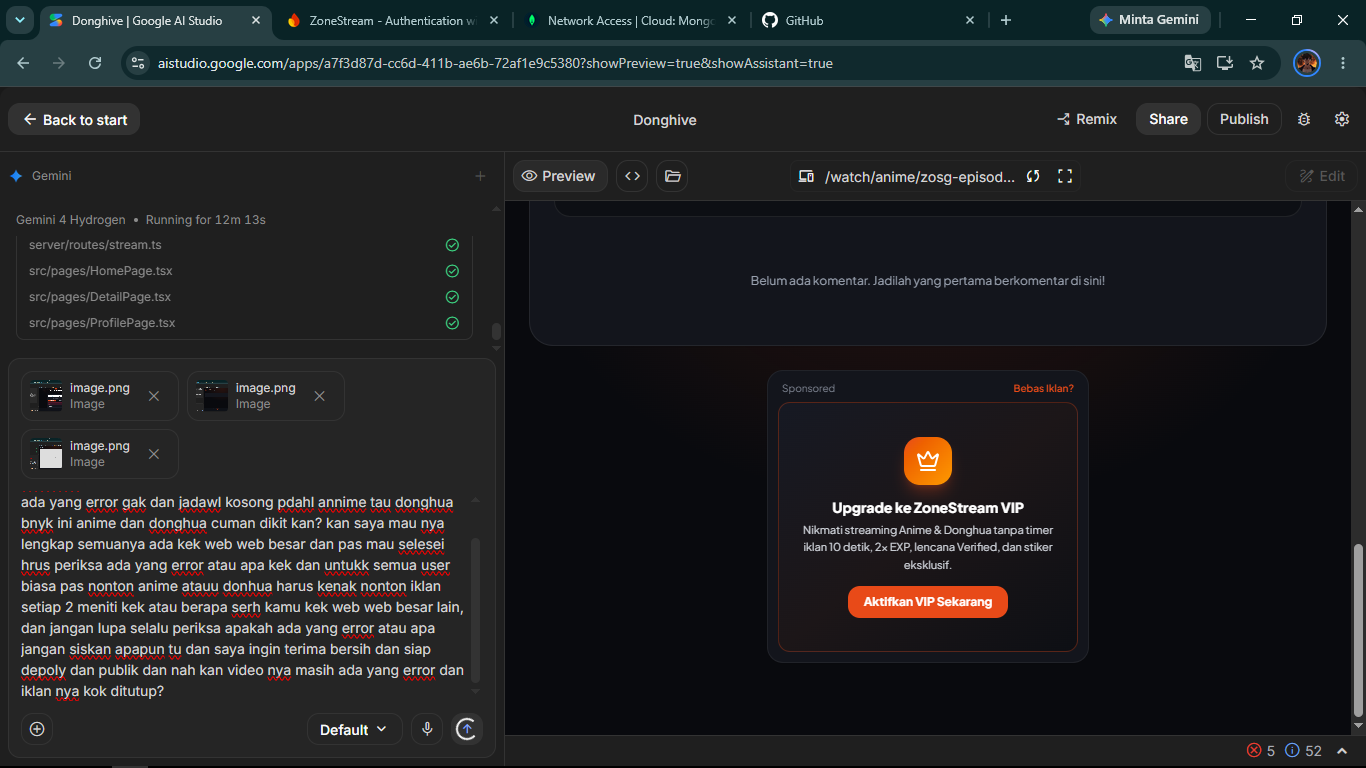 Donghive | Google AI Studio
ZoneStream - Authentication w
Network Access | Cloud: Mongo
GitHub
Minta Gemini
aistudio.google.com/apps/a7f3d87d-cc6d-411b-ae6b-72af1e9c5380?showPreview=true&showAssistant=true
Back to start
Donghive
Remix
Share
Publish
Gemini
Preview
/watch/anime/zosg-episod...
Edit
Gemini 4 Hydrogen • Running for 12m 13s
server/routes/stream.ts
src/pages/HomePage.tsx
src/pages/DetailPage.tsx
src/pages/ProfilePage.tsx
image.png
Image
image.png
Image
image.png
Image
ada yang error gak dan jadawl kosong pdahl annime tau donghua
bnyk ini anime dan donghua cuman dikit kan? kan saya mau nya
lengkap semuanya ada kek web web besar dan pas mau selesei
hrus periksa ada yang error atau apa kek dan untukk semua user
biasa pas nonton anime atauu donhua harus kenak nonton iklan
setiap 2 meniti kek atau berapa serh kamu kek web web besar lain,
dan jangan lupa selalu periksa apakah ada yang error atau apa
jangan siskan apapun tu dan saya ingin terima bersih dan siap
depoly dan publik dan nah kan video nya masih ada yang error dan
iklan nya kok ditutup?
Default
Belum ada komentar. Jadilah yang pertama berkomentar di sini!
Sponsored
Bebas Iklan?
Upgrade ke ZoneStream VIP
Nikmati streaming Anime & Donghua tanpa timer
iklan 10 detik, 2x EXP, lencana Verified, dan stiker
eksklusif.
Aktifkan VIP Sekarang
5
52